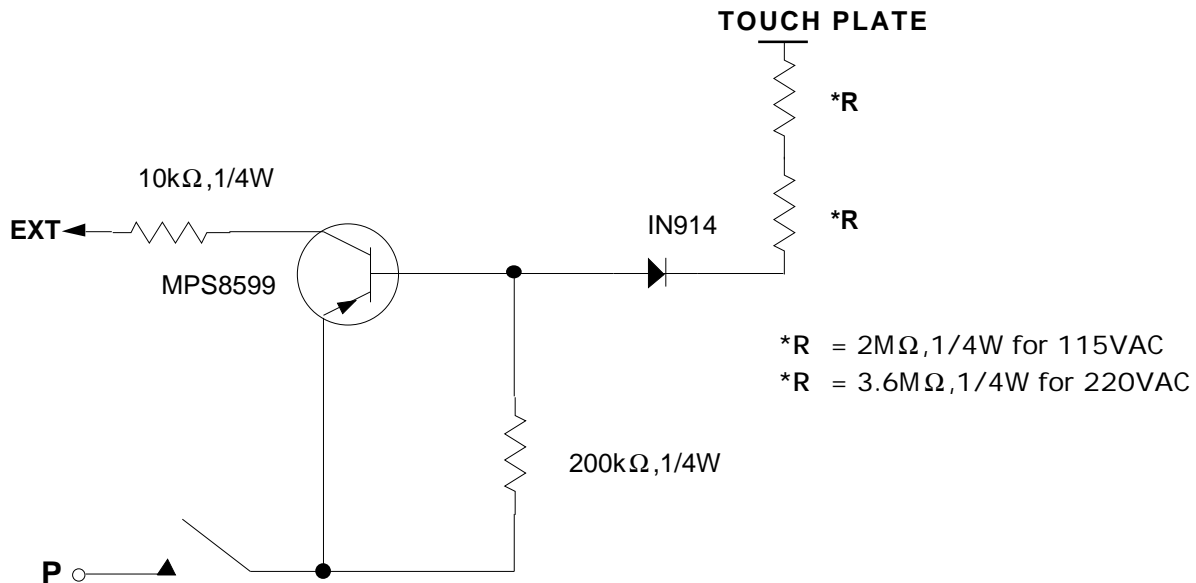 TOUCH PLATE
*R
10kΩ,1/4W
*R
EXT
IN914
MPS8599
*R = 2MΩ,1/4W for 115VAC
*R = 3.6MΩ,1/4W for 220VAC
200kΩ,1/4W
P